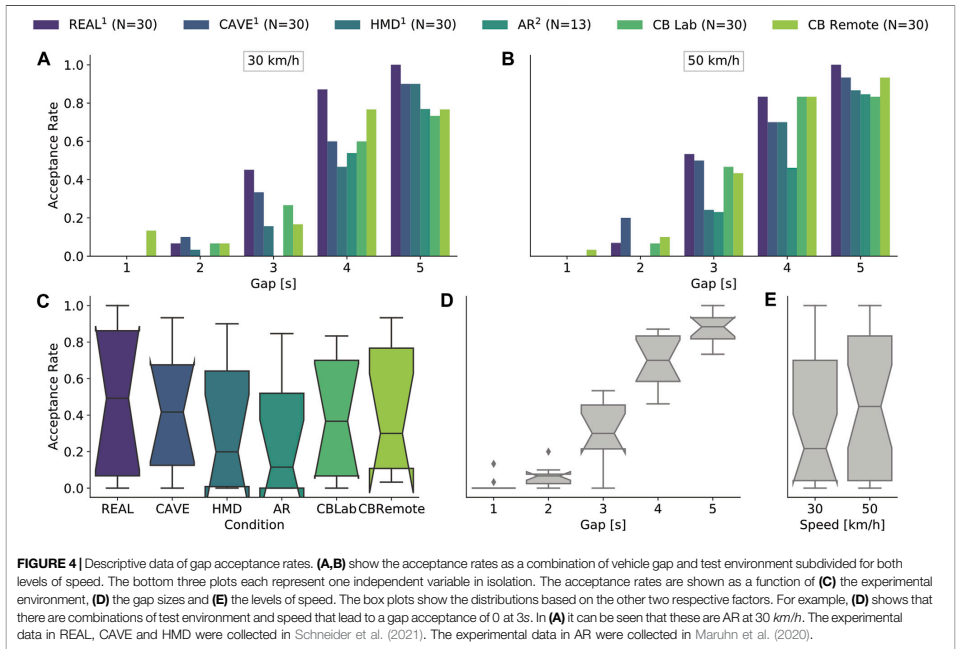 REAL¹ (N=30) CAVE¹ (N=30) HMD¹ (N=30) AR² (N=13) CB Lab (N=30) CB Remote (N=30)
A
30 km/h
Acceptance Rate
1.0
0.8
0.6
0.4
0.2
0.0
1 2 3 4 5
Gap [s]
B
50 km/h
1 2 3 4 5
Gap [s]
C
Acceptance Rate
1.0
0.8
0.6
0.4
0.2
0.0
REAL CAVE HMD AR CBLab CBRemote
Condition
D
1 2 3 4 5
Gap [s]
E
30 50
Speed [km/h]
FIGURE 4 | Descriptive data of gap acceptance rates. (A,B) show the acceptance rates as a combination of vehicle gap and test environment subdivided for both
levels of speed. The bottom three plots each represent one independent variable in isolation. The acceptance rates are shown as a function of (C) the experimental
environment, (D) the gap sizes and (E) the levels of speed. The box plots show the distributions based on the other two respective factors. For example, (D) shows that
there are combinations of test environment and speed that lead to a gap acceptance of 0 at 3s. In (A) it can be seen that these are AR at 30 km/h. The experimental
data in REAL, CAVE and HMD were collected in Schneider et al. (2021). The experimental data in AR were collected in Maruhn et al. (2020).